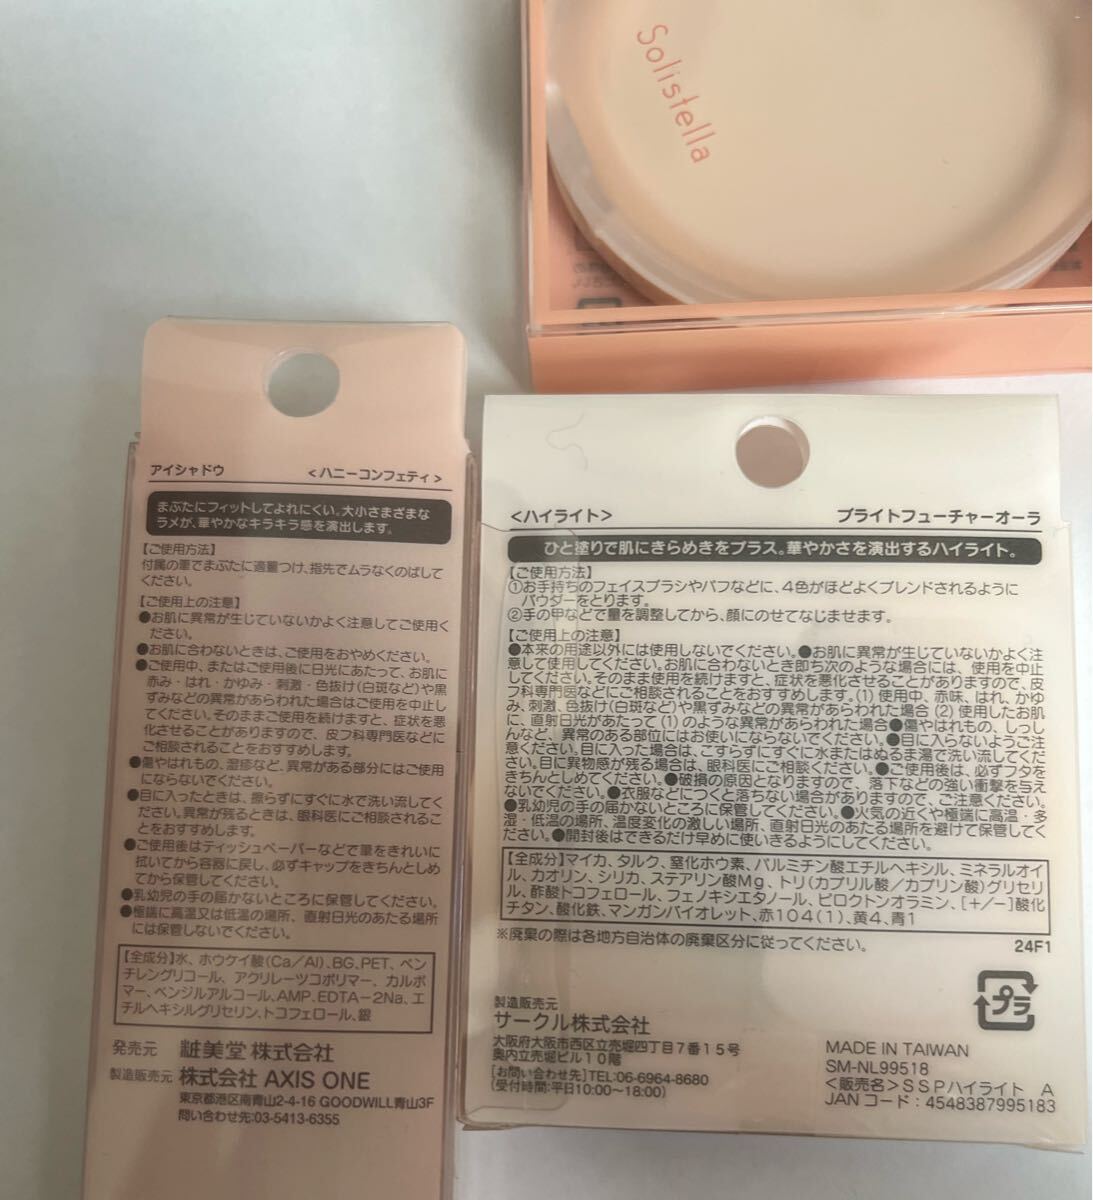 Solistella
アイシャドウ <ハニーコンフェティ>
まぶたにフィットしてよれにくい。大小さまざまな
ラメが、華やかなキラキラ感を演出します。
【ご使用方法】
付属の筆でまぶたに適量つけ、指先でムラなくのばして
ください。
【ご使用上の注意】
●お肌に異常が生じていないかよく注意してご使用く
ださい。
●お肌に合わないときは、ご使用をおやめください。
●ご使用中、またはご使用後に日光にあたって、お肌に
赤み・はれ・かゆみ・刺激・色抜け(白斑など)や黒
ずみなどの異常があらわれた場合はご使用を中止し
てください。そのままご使用を続けますと、症状を悪
化させることがありますので、皮フ科専門医などに
ご相談されることをおすすめします。
●傷やはれもの、湿疹など、異常がある部分にはご使用
にならないでください。
●目に入ったときは、擦らずにすぐに水で洗い流してく
ださい。異常が残るときは、眼科医にご相談されるこ
とをおすすめします。
●ご使用後はティッシュペーパーなどで筆をきれいに
拭いてから容器に戻し、必ずキャップをきちんとしめ
てから保管してください。
●乳幼児の手の届かないところに保管してください。
●極端に高温又は低温の場所、直射日光のあたる場所
には保管しないでください。
【全成分】水、ホウケイ酸(Ca/Al)、BG、PET、ペン
チレングリコール、アクリレーツコポリマー、カルボ
マー、ベンジルアルコール、AMP、EDTA-2Na、エ
チルヘキシルグリセリン、トコフェロール、銀
発売元 粧美堂 株式会社
製造販売元 株式会社 AXIS ONE
東京都港区南青山2-4-16 GOODWILL青山3F
問い合わせ先:03-5413-6355
<ハイライト> ブライトフューチャーオーラ
ひと塗りで肌にきらめきをプラス。華やかさを演出するハイライト。
【ご使用方法】
①お手持ちのフェイスブラシやパフなどに、4色がほどよくブレンドされるように
パウダーをとります。
②手の甲などで量を調整してから、顔にのせてなじませます。
【ご使用上の注意】
●本来の用途以外には使用しないでください。●お肌に異常が生じていないかよく注
意して使用してください。お肌に合わないとき即ち次のような場合には、使用を中止
してください。そのまま使用を続けますと、症状を悪化させることがありますので、皮
フ科専門医などにご相談されることをおすすめします。(1) 使用中、赤味、はれ、かゆ
み、刺激、色抜け(白斑など)や黒ずみなどの異常があらわれた場合 (2) 使用したお肌
に、直射日光があたって (1) のような異常があらわれた場合●傷やはれもの、しっし
んなど、異常のある部位にはお使いにならないでください。●目に入らないようご注
意ください。目に入った場合は、こすらずにすぐに水またはぬるま湯で洗い流してくだ
さい。目に異物感が残る場合は、眼科医にご相談ください。●ご使用後は、必ずフタを
きちんとしめてください。●破損の原因となりますので、落下などの強い衝撃を与え
ないでください。●衣服などにつくと落ちない場合がありますので、ご注意ください。
●乳幼児の手の届かないところに保管してください。●火気の近くや極端に高温・多
湿・低温の場所、温度変化の激しい場所、直射日光のあたる場所を避けて保管してく
ださい。●開封後はできるだけ早めに使いきるようにしてください。
【全成分】マイカ、タルク、窒化ホウ素、パルミチン酸エチルヘキシル、ミネラルオイ
ル、カオリン、シリカ、ステアリン酸Mg、トリ(カプリル酸/カプリン酸)グリセリ
ル、酢酸トコフェロール、フェノキシエタノール、ピロクトンオラミン、[+/-]酸化
チタン、酸化鉄、マンガンバイオレット、赤104(1)、黄4、青1
※廃棄の際は各地方自治体の廃棄区分に従ってください。 24F1
プラ
製造販売元
サークル株式会社
大阪府大阪市西区立売堀四丁目7番15号
奥内立売堀ビル10階
[お問い合わせ先] TEL:06-6964-8680
(受付時間:平日10:00~18:00)
MADE IN TAIWAN
SM-NL99518
<販売名>SSPハイライト A
JANコード:4548387995183